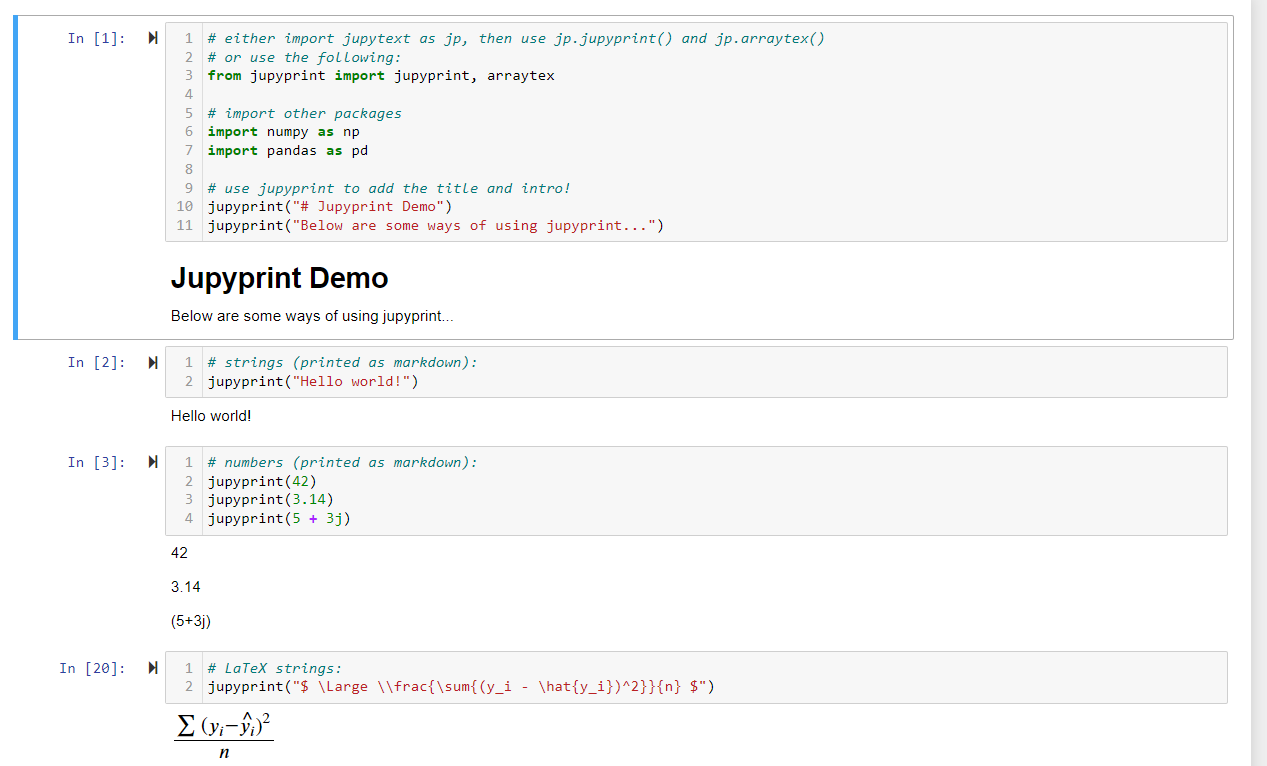 In [1]:
1 # either import jupytext as jp, then use jp.jupyprint() and jp.arraytex()
2 # or use the following:
3 from jupyprint import jupyprint, arraytex
4
5 # import other packages
6 import numpy as np
7 import pandas as pd
8
9 # use jupyprint to add the title and intro!
10 jupyprint("# Jupyprint Demo")
11 jupyprint("Below are some ways of using jupyprint...")
Jupyprint Demo
Below are some ways of using jupyprint...
In [2]:
1 # strings (printed as markdown):
2 jupyprint("Hello world!")
Hello world!
In [3]:
1 # numbers (printed as markdown):
2 jupyprint(42)
3 jupyprint(3.14)
4 jupyprint(5 + 3j)
42
3.14
(5+3j)
In [20]:
1 # LaTeX strings:
2 jupyprint("$ \Large \\frac{\sum{(y_i - \hat{y_i})^2}}{n} $")
∑ (yᵢ−ŷᵢ)²
n